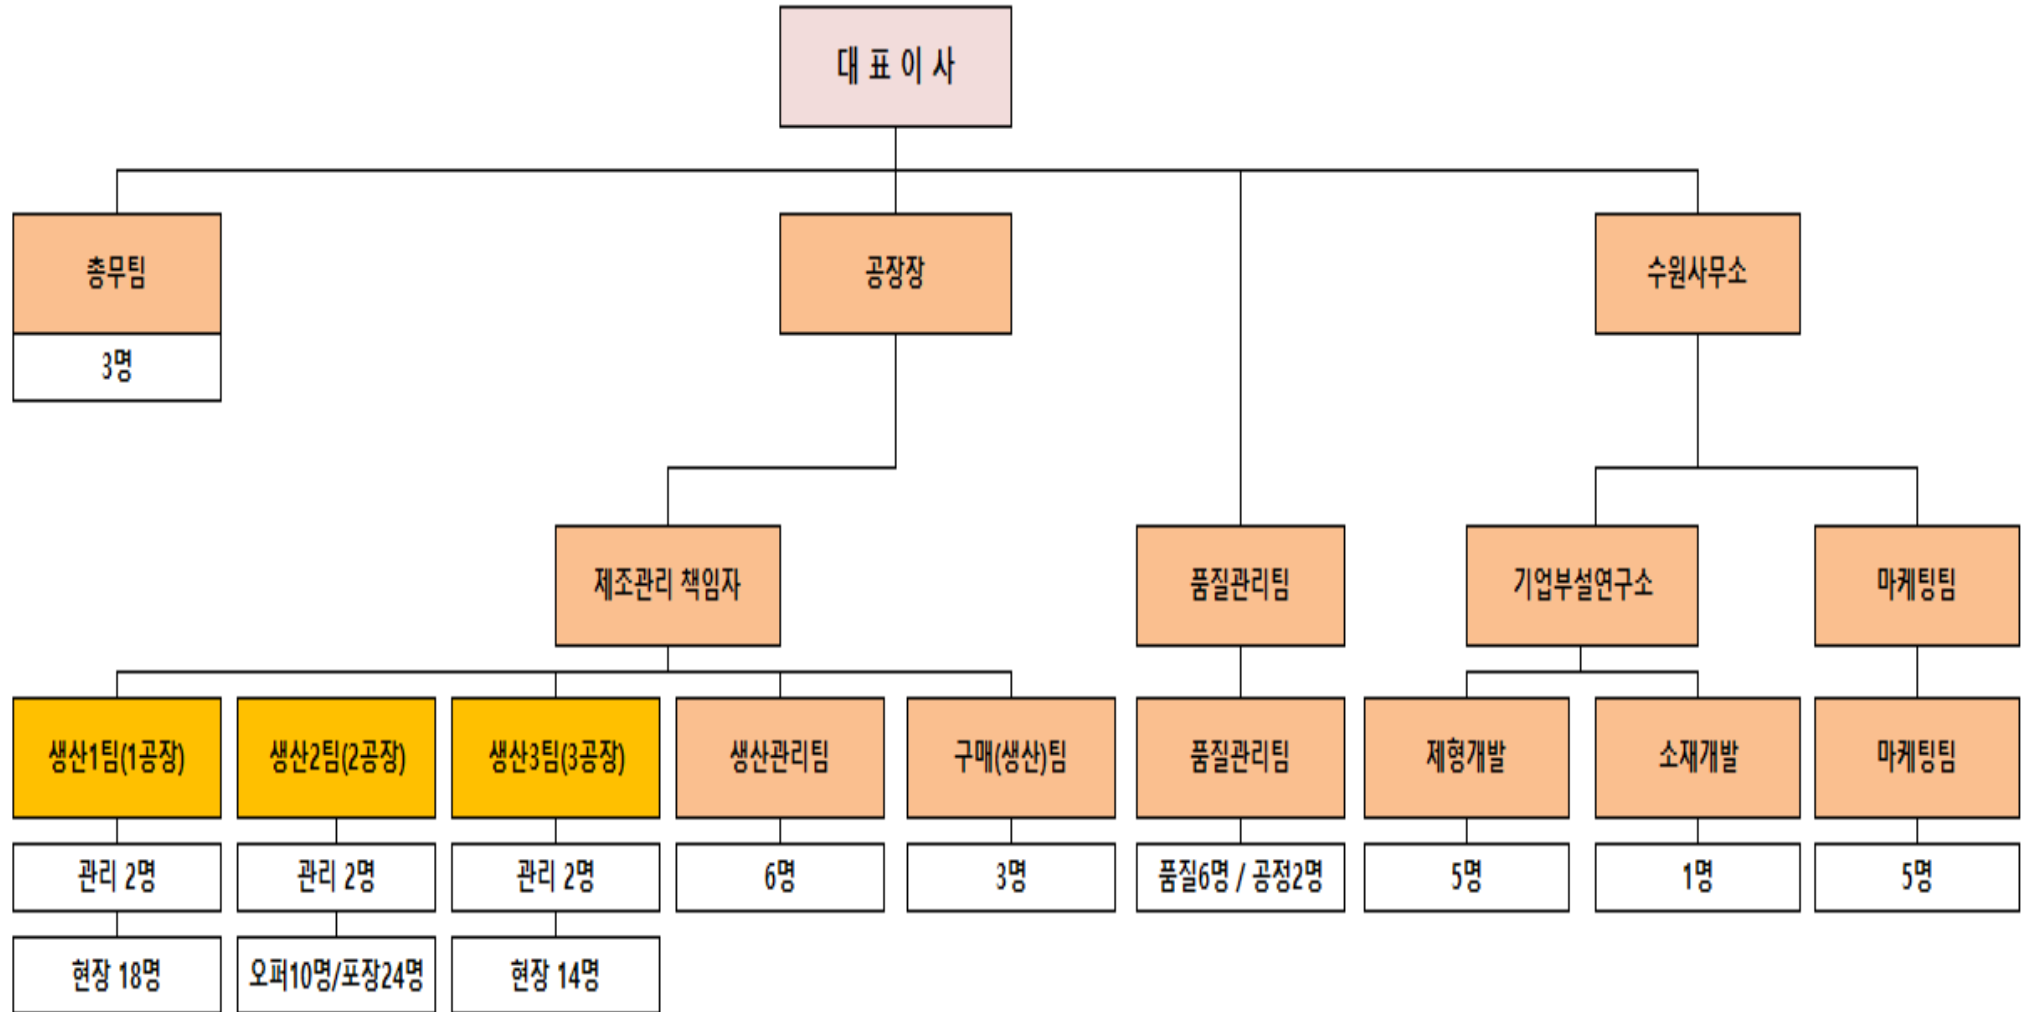 대 표 이 사
총무팀
공장장
수원사무소
3명
제조관리 책임자
품질관리팀
기업부설연구소
마케팅팀
생산1팀(1공장)
생산2팀(2공장)
생산3팀(3공장)
생산관리팀
구매(생산)팀
품질관리팀
제형개발
소재개발
마케팅팀
관리 2명
관리 2명
관리 2명
6명
3명
품질6명 / 공정2명
5명
1명
5명
현장 18명
오퍼10명/포장24명
현장 14명